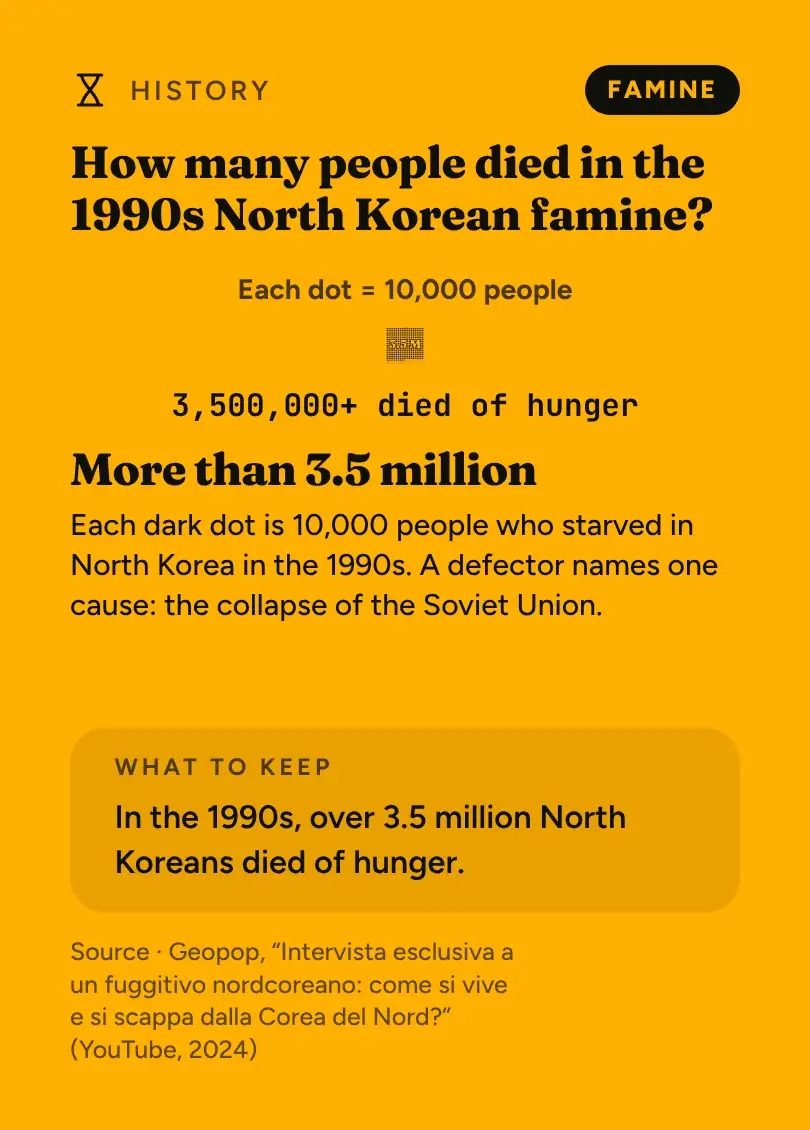 HISTORY
FAMINE
How many people died in the
1990s North Korean famine?
Each dot = 10,000 people
3.5M
3,500,000+ died of hunger
More than 3.5 million
Each dark dot is 10,000 people who starved in
North Korea in the 1990s. A defector names one
cause: the collapse of the Soviet Union.
WHAT TO KEEP
In the 1990s, over 3.5 million North
Koreans died of hunger.
Source · Geopop, “Intervista esclusiva a
un fuggitivo nordcoreano: come si vive
e si scappa dalla Corea del Nord?”
(YouTube, 2024)